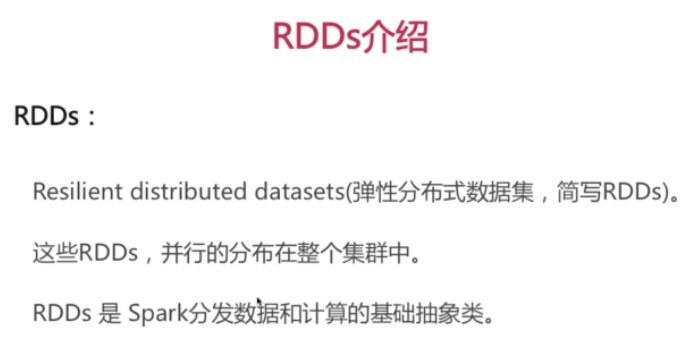 RDDs介绍
RDDs：
Resilient distributed datasets(弹性分布式数据集，简写RDDs)。
这些RDDs，并行的分布在整个集群中。
RDDs 是 Spark分发数据和计算的基础抽象类。